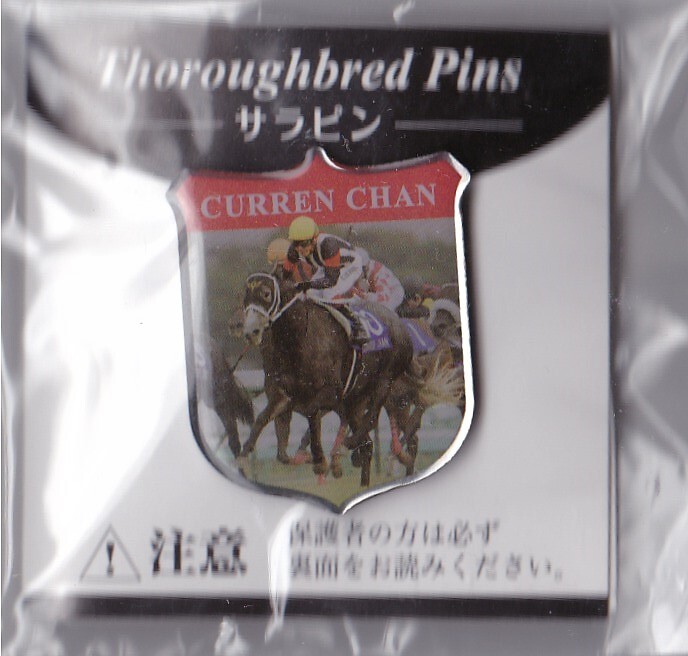 Thoroughbred Pins
サラピン
CURREN CHAN
注意
保護者の方は必ず
裏面をお読みください。